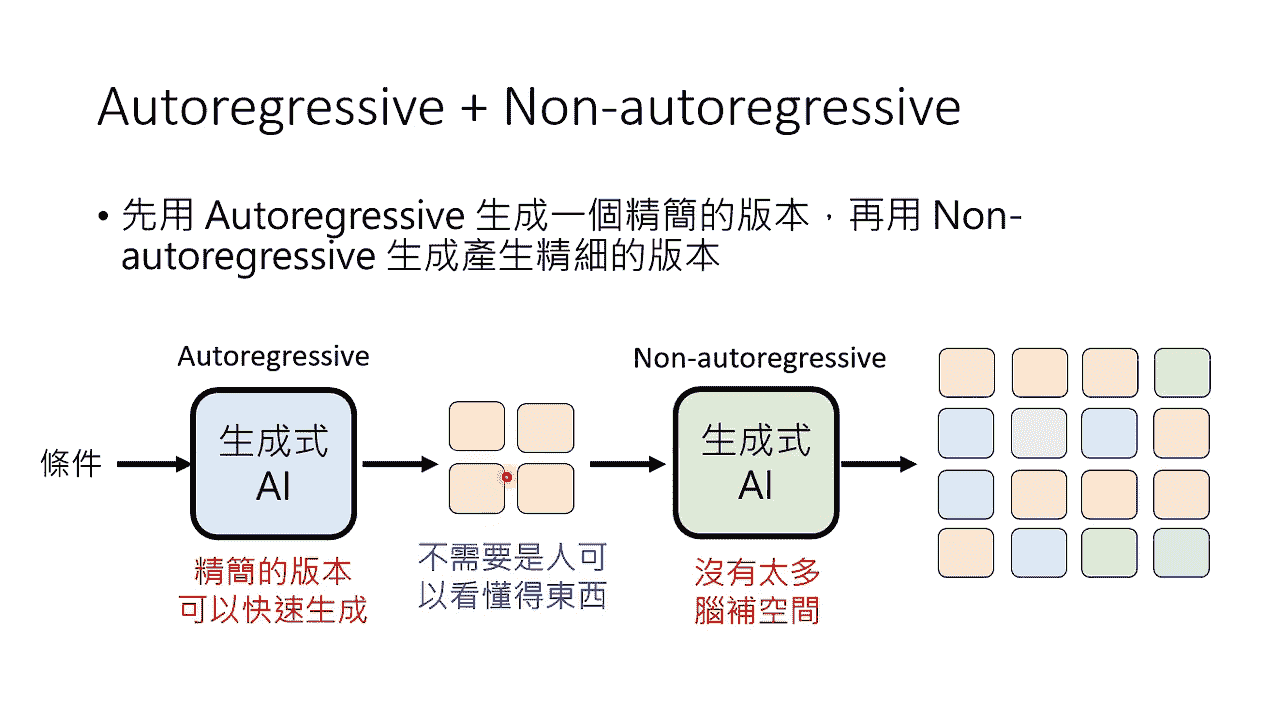 Autoregressive + Non-autoregressive
• 先用 Autoregressive 生成一個精簡的版本，再用 Non-
autoregressive 生成產生精細的版本
Autoregressive
Non-autoregressive
條件
生成式
AI
生成式
AI
精簡的版本
可以快速生成
不需要是人可
以看懂得東西
沒有太多
腦補空間